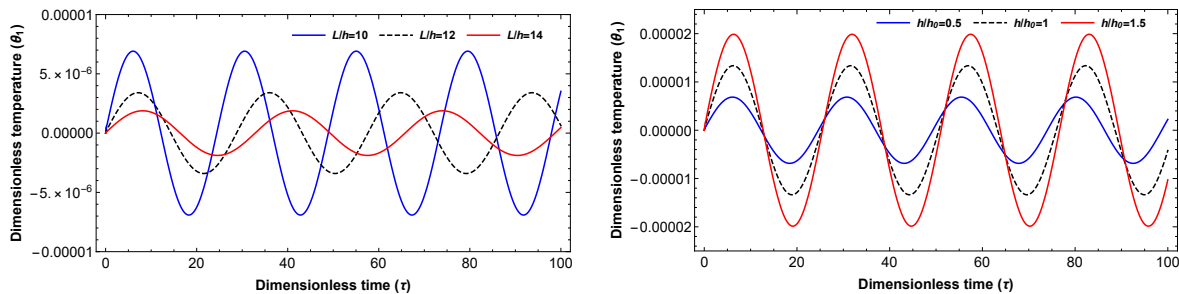 0.00001
5.×10⁻⁶
0.00000
−5.×10⁻⁶
−0.00001
Dimensionless temperature (θ₁)
L/h=10 L/h=12 L/h=14
0 20 40 60 80 100
Dimensionless time (τ)
0.00002
0.00001
0.00000
−0.00001
−0.00002
Dimensionless temperature (θ₁)
h/h₀=0.5 h/h₀=1 h/h₀=1.5
0 20 40 60 80 100
Dimensionless time (τ)